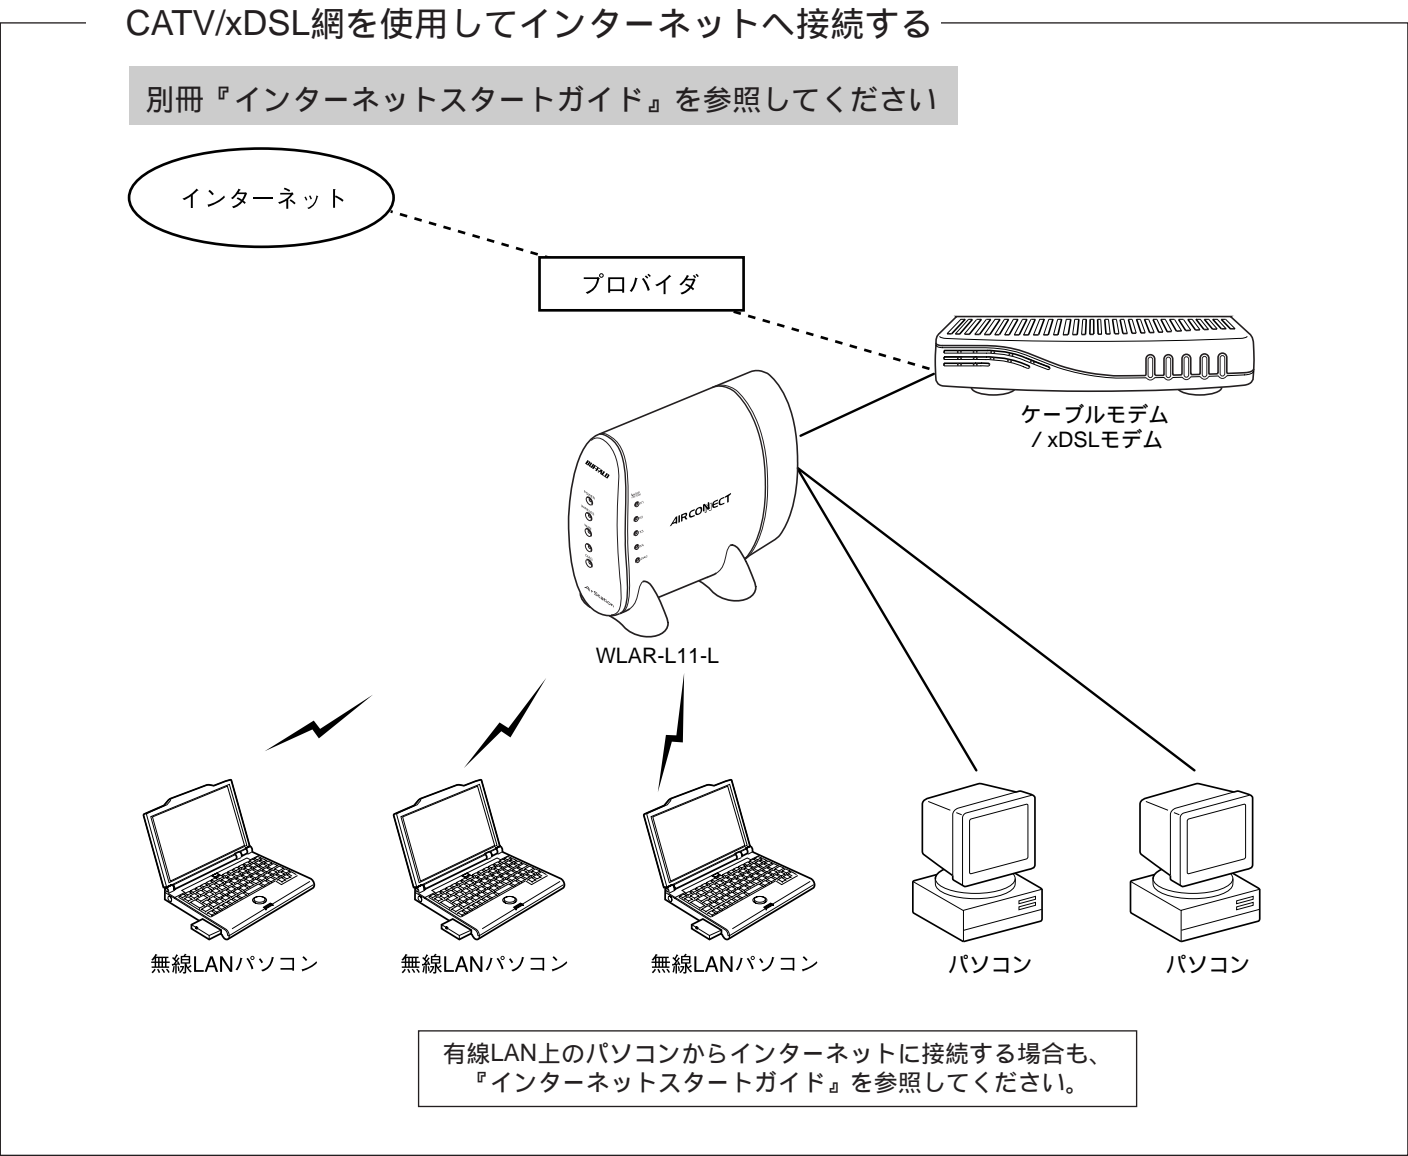 CATV/xDSL網を使用してインターネットへ接続する
別冊『インターネットスタートガイド』を参照してください
インターネット
プロバイダ
ケーブルモデム
/ xDSLモデム
BUFFALO
AIRCONNECT
AirStation
WLAR-L11-L
無線LANパソコン
無線LANパソコン
無線LANパソコン
パソコン
パソコン
有線LAN上のパソコンからインターネットに接続する場合も、
『インターネットスタートガイド』を参照してください。